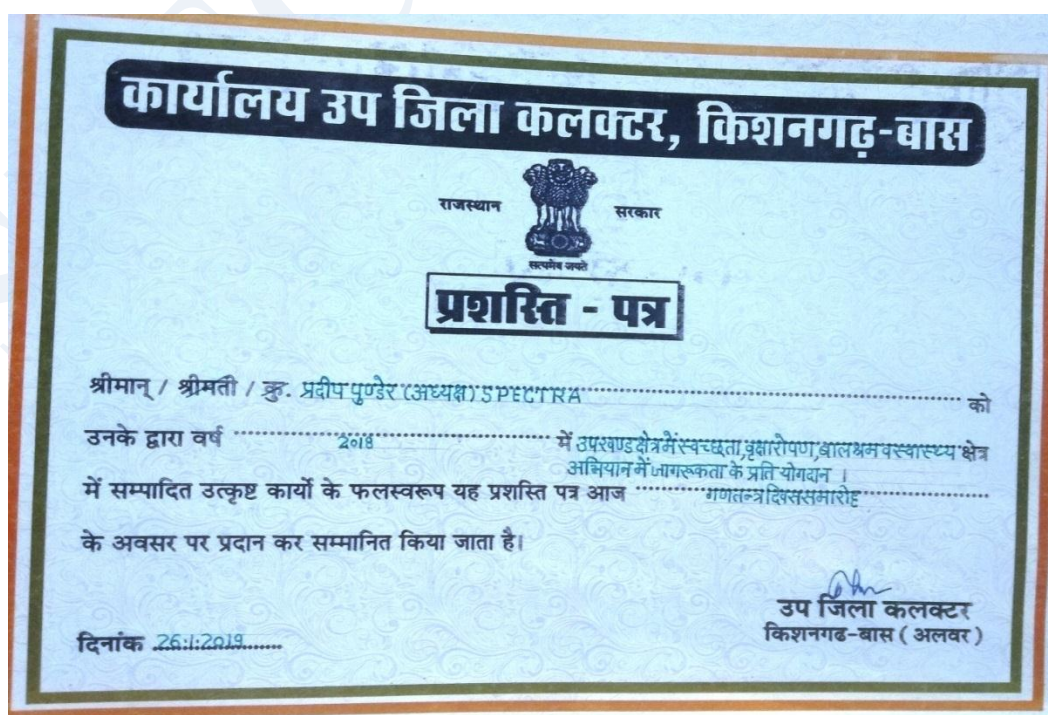 कार्यालय उप जिला कलक्टर, किशनगढ़-बास
राजस्थान सरकार
सत्यमेव जयते
प्रशस्ति - पत्र
श्रीमान् / श्रीमती / कु. प्रदीप पुण्डेर (अध्यक्ष) SPECTRA को
उनके द्वारा वर्ष 2018 में उपखण्ड क्षेत्र में स्वच्छता, वृक्षारोपण, बालश्रम व स्वास्थ्य क्षेत्र
अभियान में जागरूकता के प्रति योगदान ।
में सम्पादित उत्कृष्ट कार्यो के फलस्वरूप यह प्रशस्ति पत्र आज गणतन्त्र दिवस समारोह
के अवसर पर प्रदान कर सम्मानित किया जाता है।
उप जिला कलक्टर
किशनगढ-बास ( अलवर )
दिनांक 26.1.2019